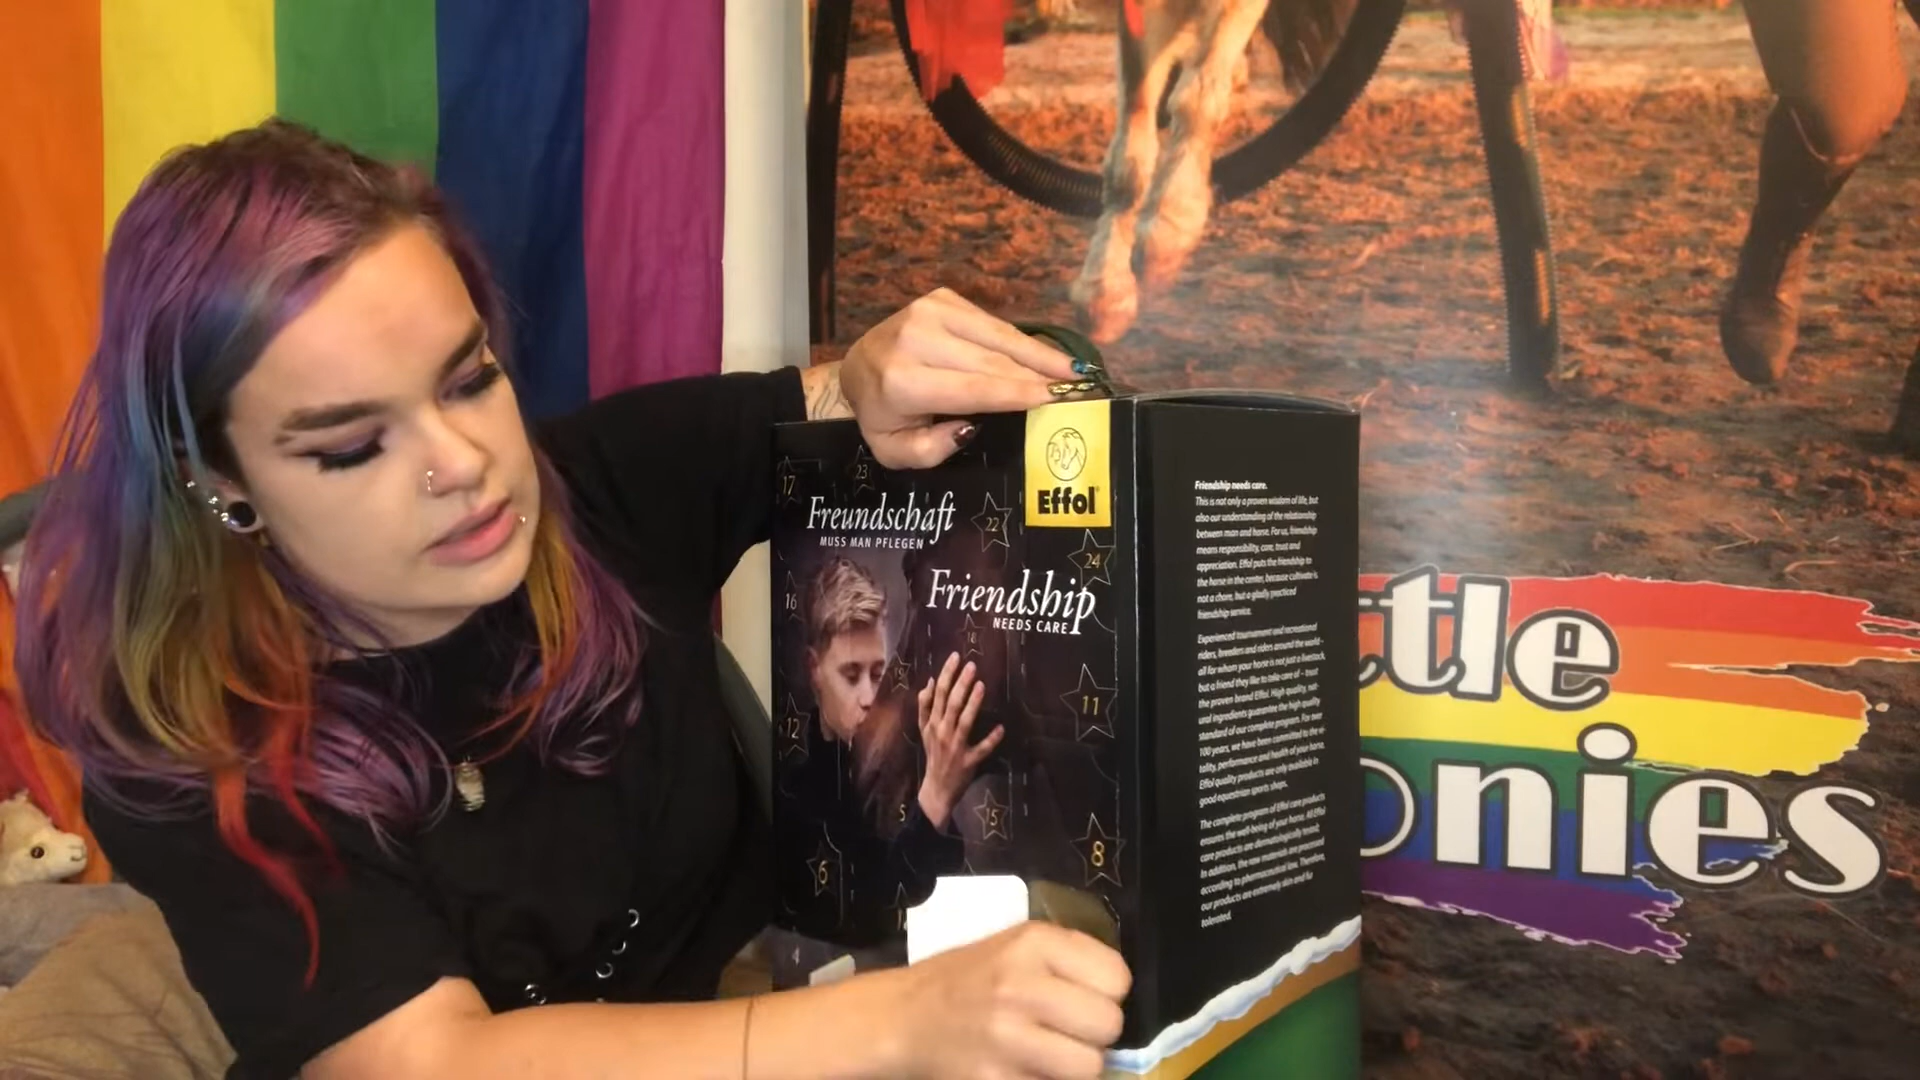 17
23
Freundschaft
MUSS MAN PFLEGEN
22
Effol
24
16
Friendship
NEEDS CARE
18
19
11
12
5
15
6
8
4
Friendship needs care.
This is not only a proven wisdom of life, but
also our understanding of the relationship
between man and horse. For us, friendship
means responsibility, care, trust and
appreciation. Effol puts the friendship to
the horse in the center, because cultivate is
not a chore, but a gladly practiced
friendship service.
Experienced tournament and recreational
riders, breeders and riders around the world -
all for whom your horse is not just a livestock,
but a friend they like to take care of - trust
the proven brand Effol. High quality, nat-
ural ingredients guarantee the high quality
standard of our complete program. For over
100 years, we have been committed to the vi-
tality, performance and health of your horse.
Effol quality products are only available in
good equestrian sports shops.
The complete program of Effol care products
ensures the well-being of your horse. All Effol
care products are dermatologically tested.
In addition, the raw materials are processed
according to pharmaceutical law. Therefore,
our products are extremely skin and fur
tolerated.
ttle
onies